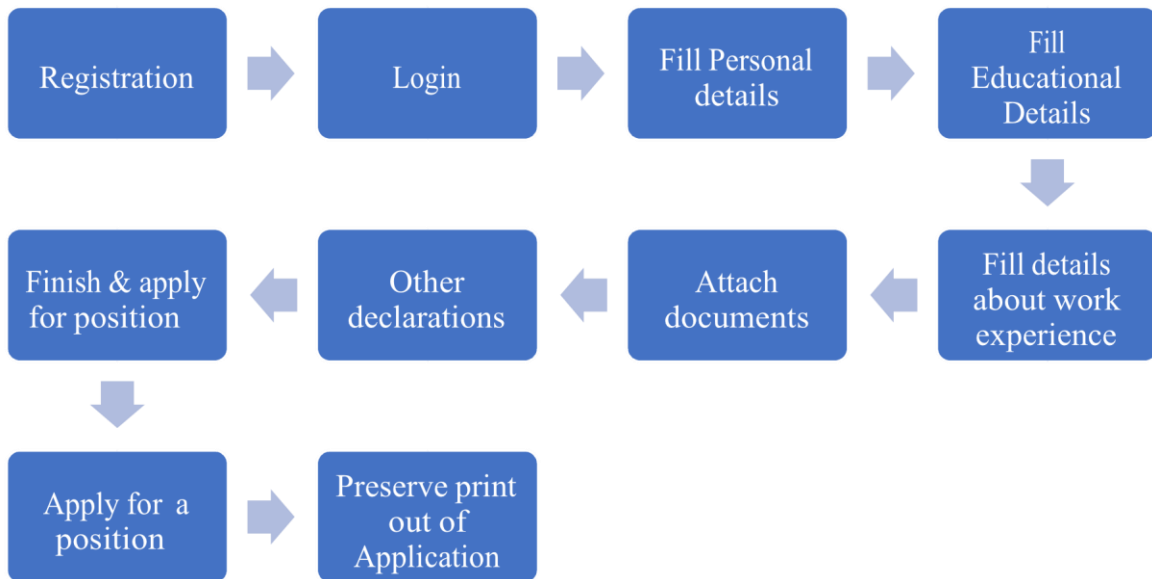 Registration
Login
Fill Personal
details
Fill
Educational
Details
Fill details
about work
experience
Attach
documents
Other
declarations
Finish & apply
for position
Apply for a
position
Preserve print
out of
Application